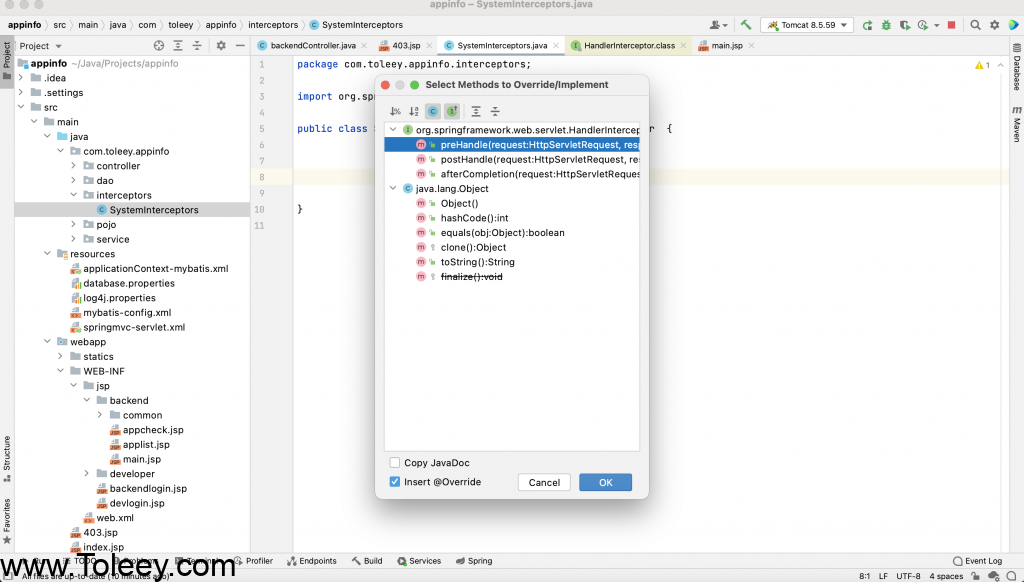 appinfo – SystemInterceptors.java
appinfo src main java com toleey appinfo interceptors SystemInterceptors
Tomcat 8.5.59
Project
backendController.java 403.jsp SystemInterceptors.java HandlerInterceptor.class main.jsp
appinfo ~/Java/Projects/appinfo
.idea
.settings
src
main
java
com.toleey.appinfo
controller
dao
interceptors
SystemInterceptors
pojo
service
resources
applicationContext-mybatis.xml
database.properties
log4j.properties
mybatis-config.xml
springmvc-servlet.xml
webapp
statics
WEB-INF
jsp
backend
common
appcheck.jsp
applist.jsp
main.jsp
developer
backendlogin.jsp
devlogin.jsp
web.xml
403.jsp
index.jsp
Project
Structure
Favorites
1 package com.toleey.appinfo.interceptors;
2
3 import org.sp
4
5 public class {
6
7
8
9
10 }
11
1
Database
Maven
Select Methods to Override/Implement
org.springframework.web.servlet.HandlerIntercep
preHandle(request:HttpServletRequest, resp
postHandle(request:HttpServletRequest, re
afterCompletion(request:HttpServletReques
java.lang.Object
Object()
hashCode():int
equals(obj:Object):boolean
clone():Object
toString():String
finalize():void
Copy JavaDoc
Insert @Override
Cancel OK
TODO Problems Terminal Profiler Endpoints Build Services Spring Event Log
All files are up-to-date (10 minutes ago) 8:1 LF UTF-8 4 spaces
www.Toleey.com